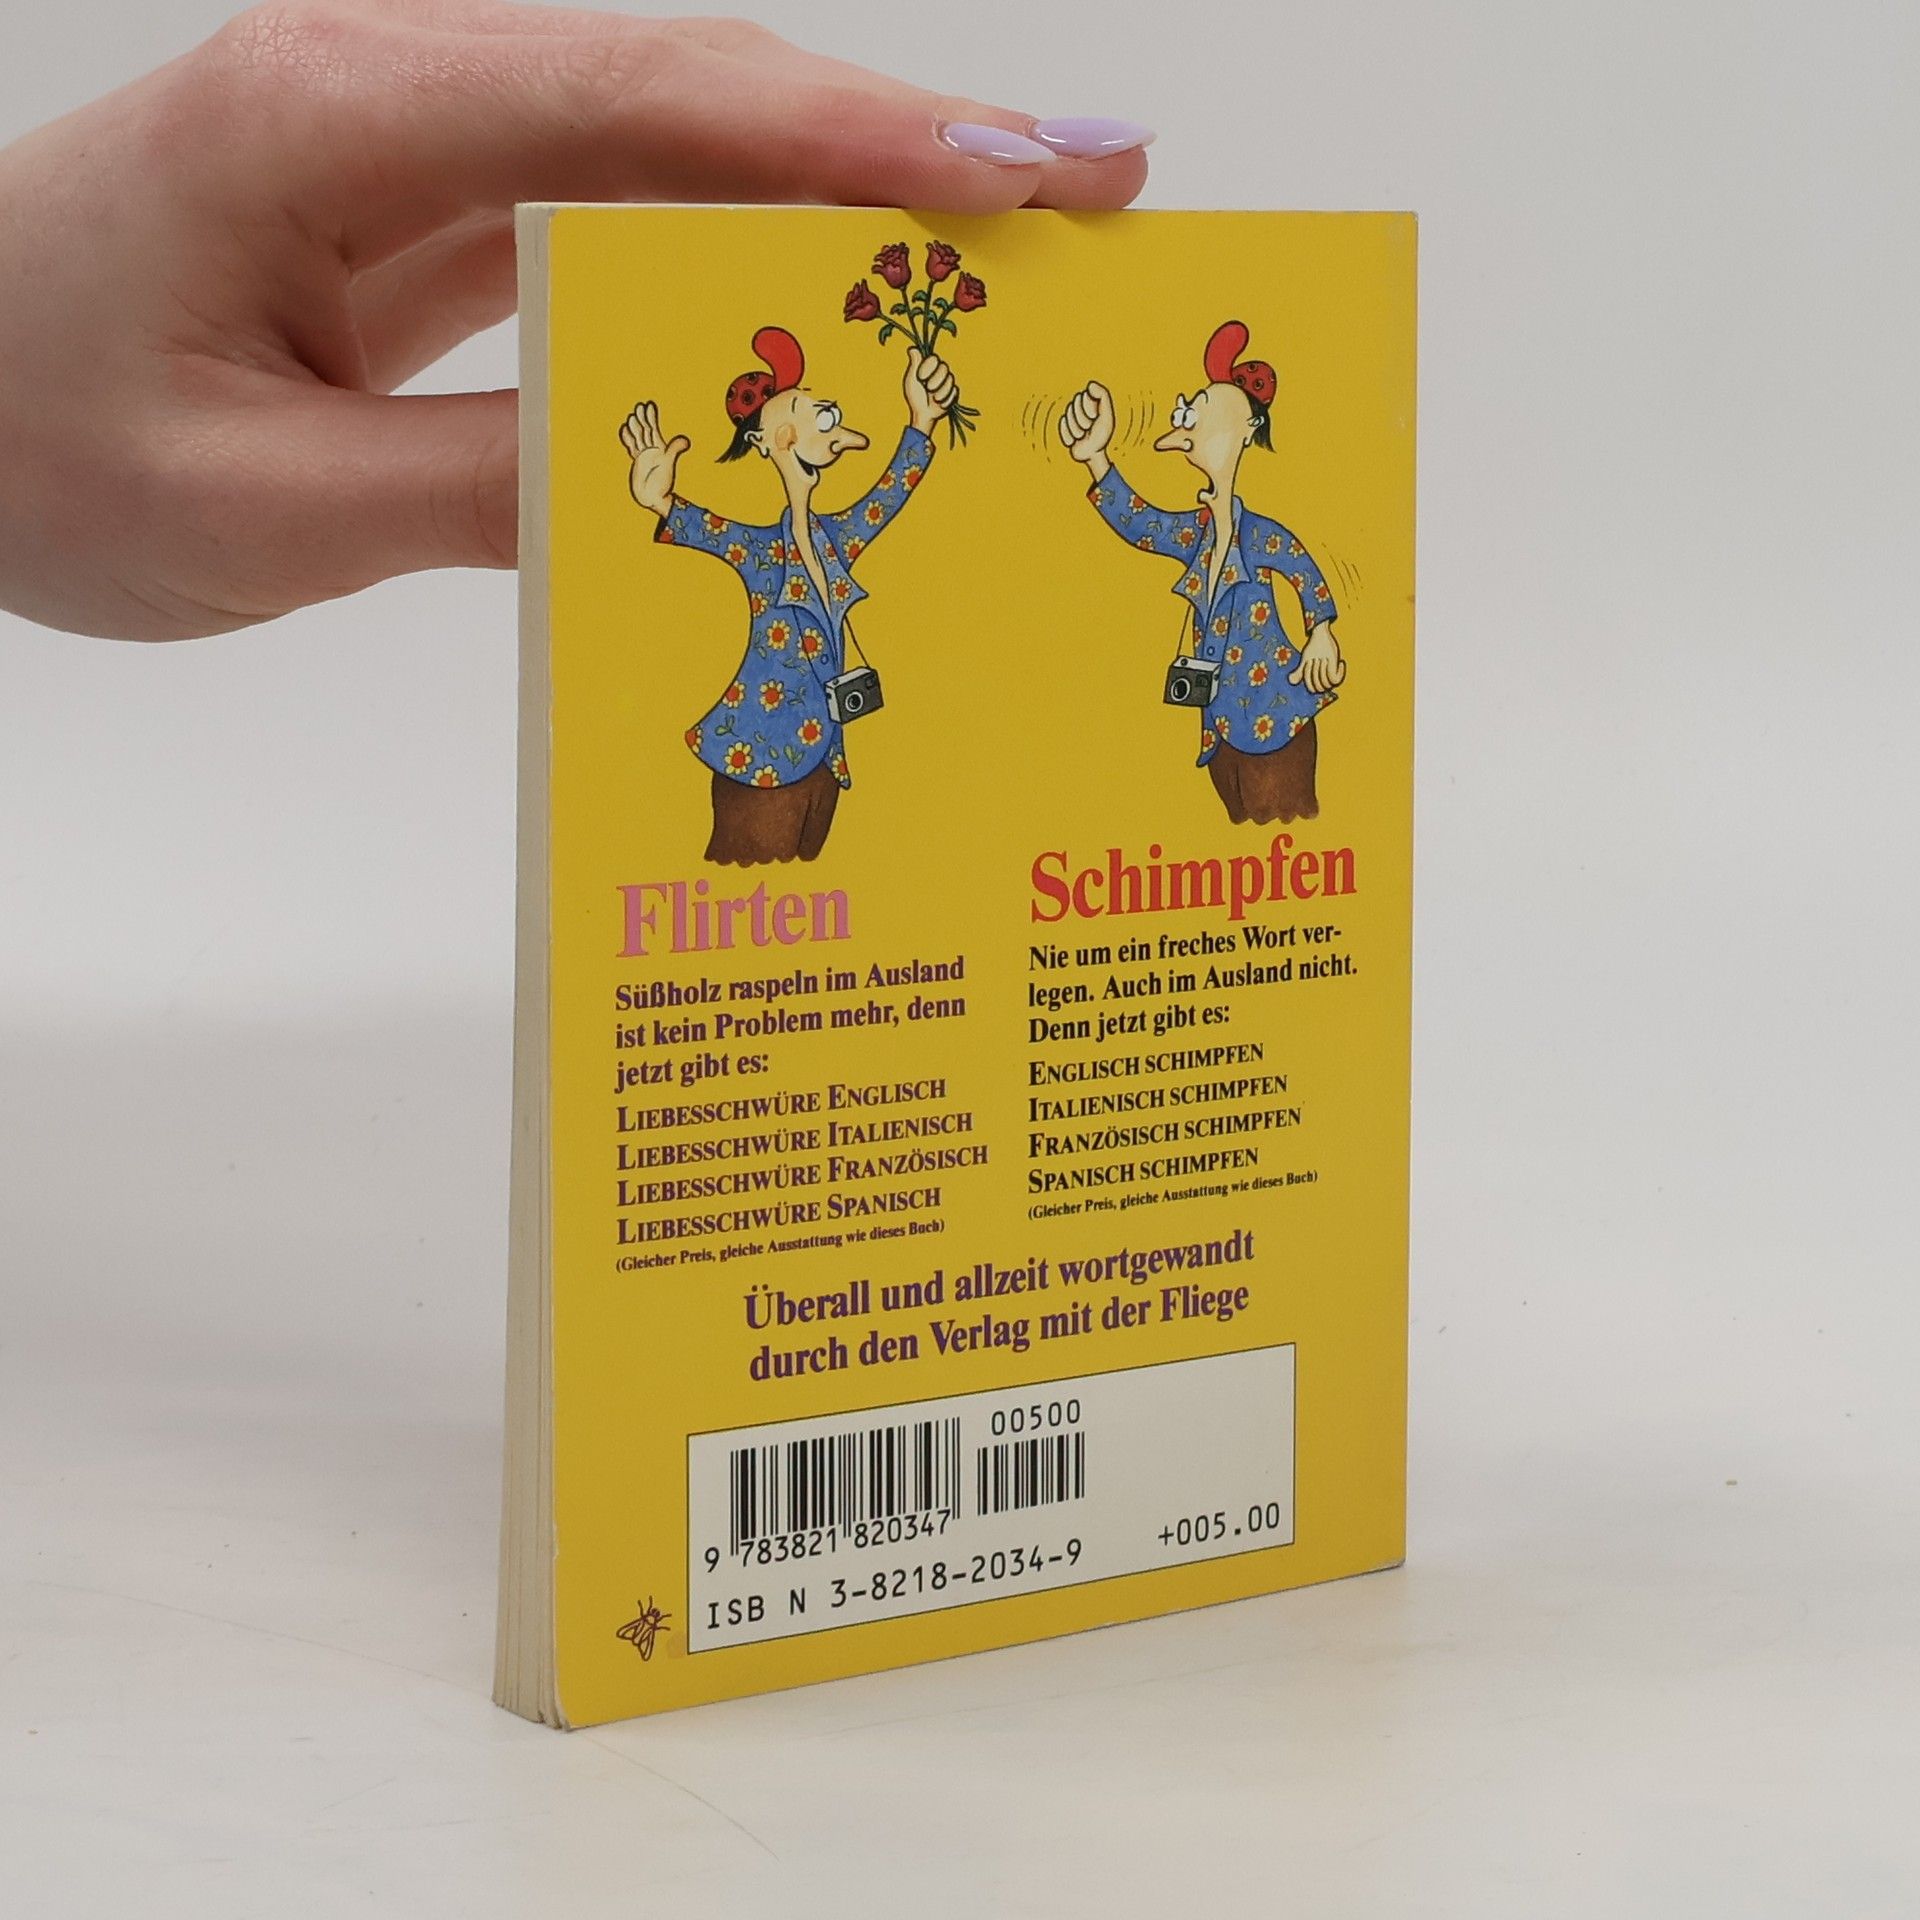 Flirten
Süßholz raspeln im Ausland
ist kein Problem mehr, denn
jetzt gibt es:
LIEBESSCHWÜRE ENGLISCH
LIEBESSCHWÜRE ITALIENISCH
LIEBESSCHWÜRE FRANZÖSISCH
LIEBESSCHWÜRE SPANISCH
(Gleicher Preis, gleiche Ausstattung wie dieses Buch)
Schimpfen
Nie um ein freches Wort ver-
legen. Auch im Ausland nicht.
Denn jetzt gibt es:
ENGLISCH SCHIMPFEN
ITALIENISCH SCHIMPFEN
FRANZÖSISCH SCHIMPFEN
SPANISCH SCHIMPFEN
(Gleicher Preis, gleiche Ausstattung wie dieses Buch)
Überall und allzeit wortgewandt
durch den Verlag mit der Fliege
00500
9 783821 820347
+005.00
ISB N 3-8218-2034-9